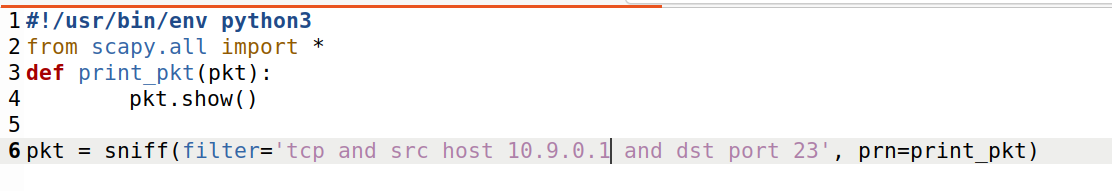 1 #!/usr/bin/env python3
2 from scapy.all import *
3 def print_pkt(pkt):
4         pkt.show()
5
6 pkt = sniff(filter='tcp and src host 10.9.0.1 and dst port 23', prn=print_pkt)